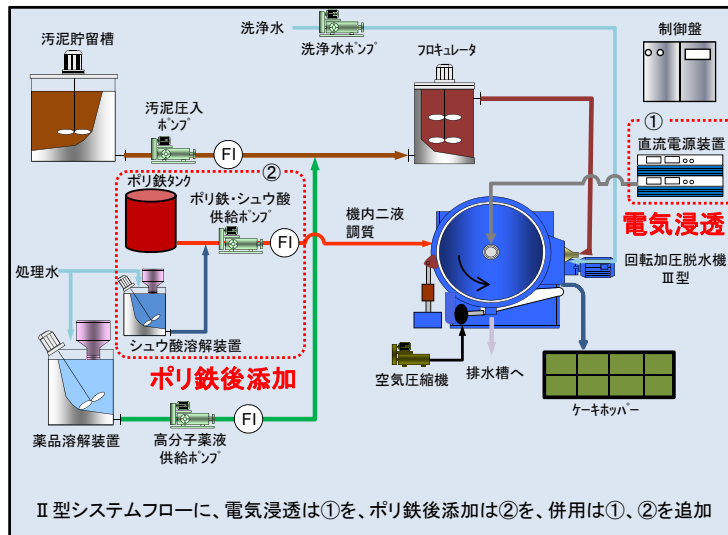 洗浄水
洗浄水ポンプ
制御盤
汚泥貯留槽
フロキュレータ
①
直流電源装置
汚泥圧入
ポンプ
FI
②
電気浸透
ポリ鉄タンク
ポリ鉄・シュウ酸
供給ポンプ
FI
機内二液
調質
回転加圧脱水機
Ⅲ型
処理水
シュウ酸溶解装置
ポリ鉄後添加
空気圧縮機
排水槽へ
ケーキホッパー
FI
薬品溶解装置
高分子薬液
供給ポンプ
Ⅱ型システムフローに、電気浸透は①を、ポリ鉄後添加は②を、併用は①、②を追加